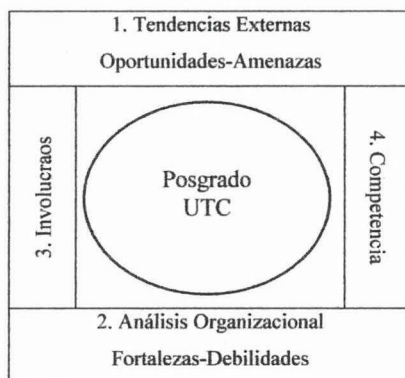 1. Tendencias Externas
Oportunidades-Amenazas
3. Involucraos
Posgrado
UTC
4. Competencia
2. Análisis Organizacional
Fortalezas-Debilidades